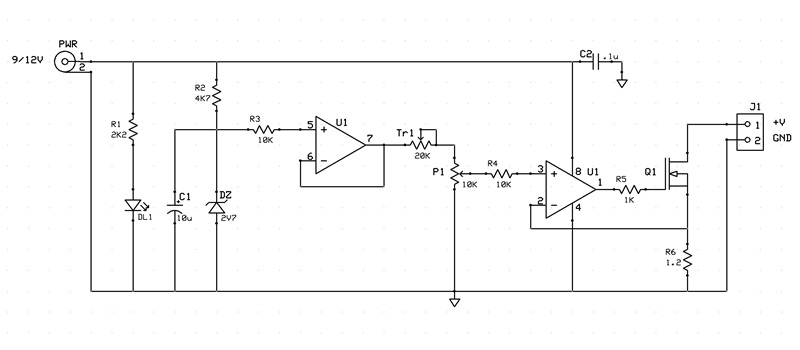 PWR
9/12V
1
2
R1
2K2
DL1
R2
4K7
C1
10u
DZ
2V7
R3
10K
5
+
6
-
U1
7
Tr1
20K
P1
10K
R4
10K
C2
.1u
3
+
2
-
8
U1
1
4
R5
1K
Q1
R6
1.2
J1
1
+V
2
GND